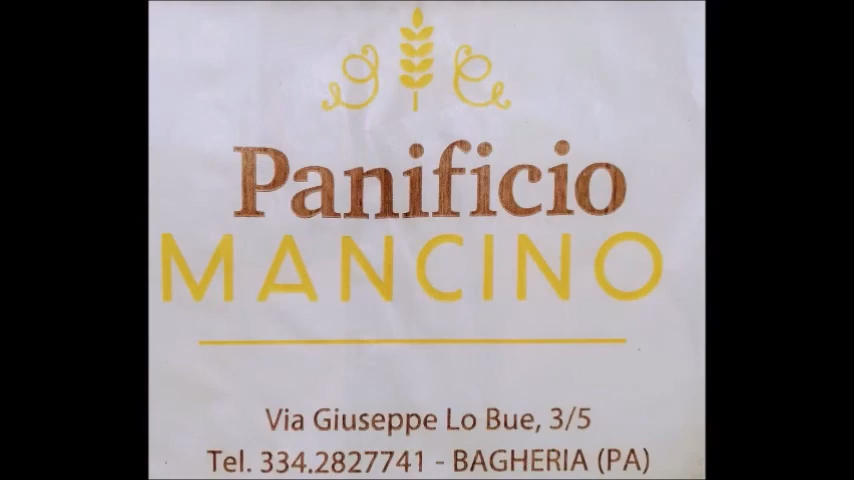 Panificio
MANCINO
Via Giuseppe Lo Bue, 3/5
Tel. 334.2827741 - BAGHERIA (PA)